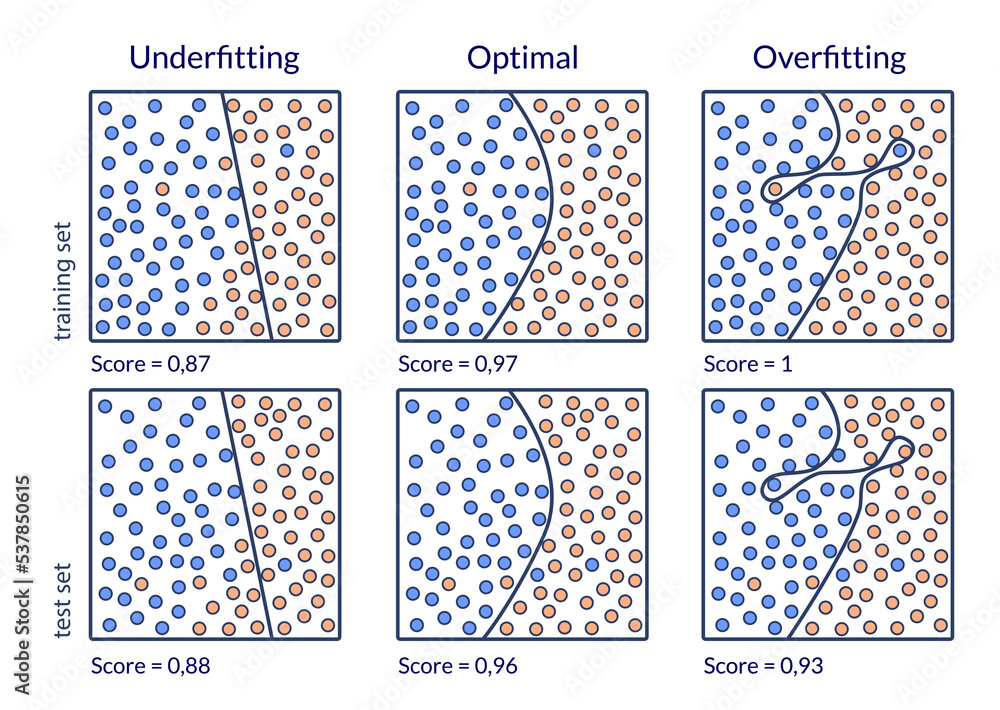 Underfitting
Optimal
Overfitting
training set
Score = 0,87
Score = 0,97
Score = 1
test set
Score = 0,88
Score = 0,96
Score = 0,93
Adobe Stock | #537850615